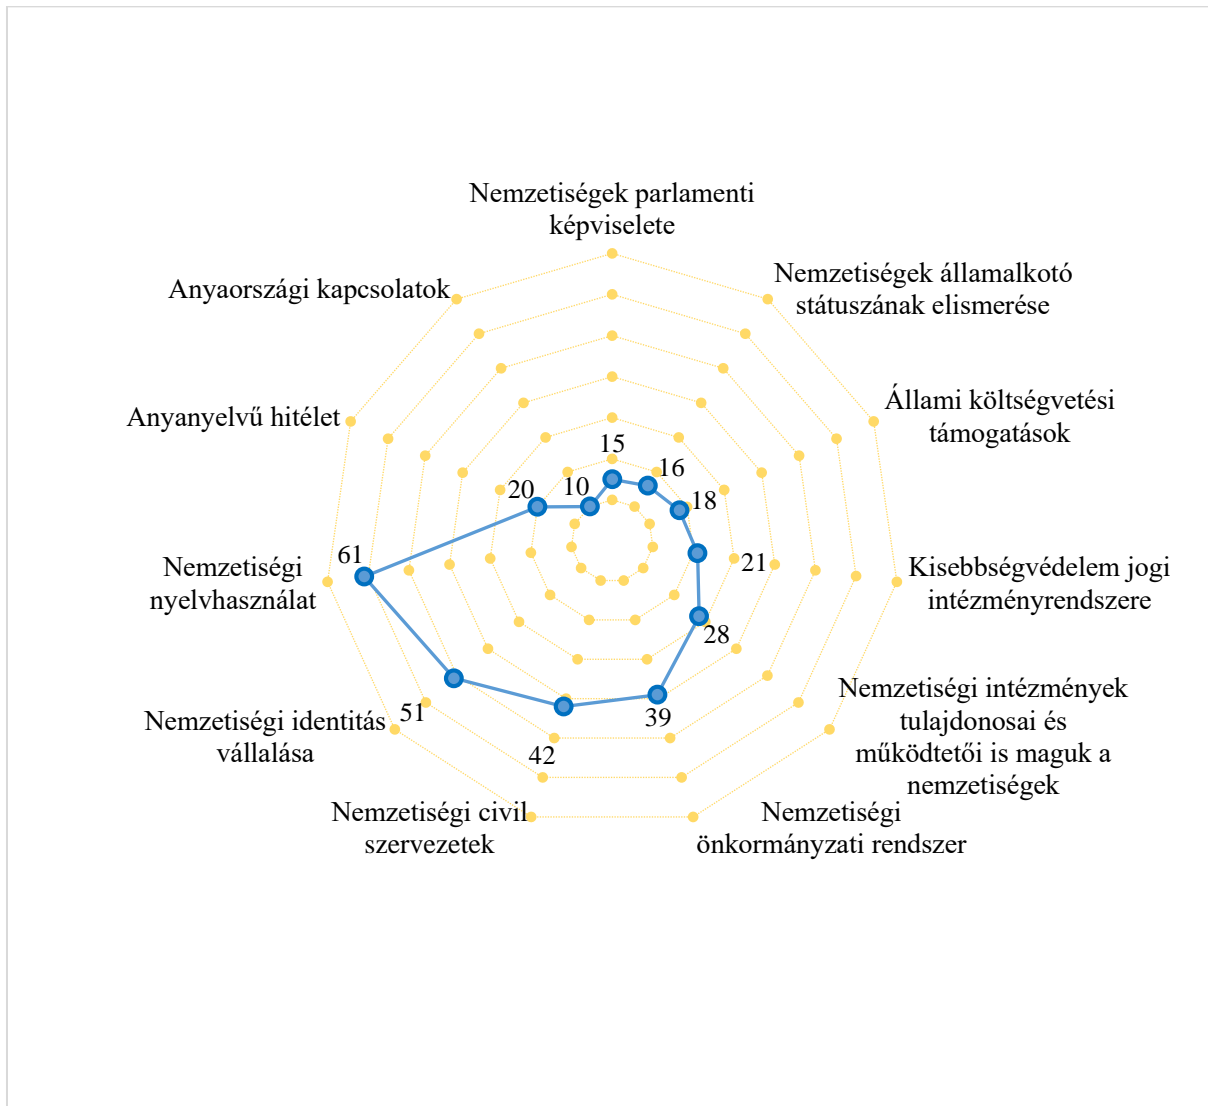 Nemzetiségek parlamenti
képviselete
Nemzetiségek államalkotó
státuszának elismerése
Állami költségvetési
támogatások
Kisebbségvédelem jogi
intézményrendszere
Nemzetiségi intézmények
tulajdonosai és
működtetői is maguk a
nemzetiségek
Nemzetiségi
önkormányzati rendszer
Nemzetiségi civil
szervezetek
Nemzetiségi identitás
vállalása
Nemzetiségi
nyelvhasználat
Anyanyelvű hitélet
Anyaországi kapcsolatok
15
16
18
21
28
39
42
51
61
20
10